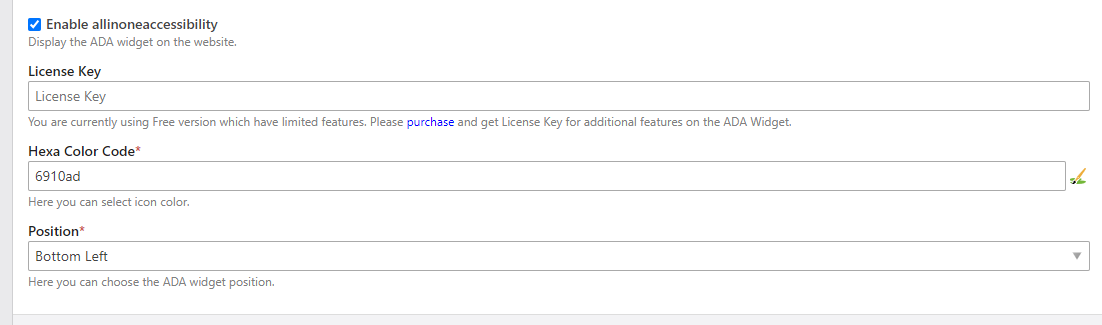 Enable allinoneaccessibility
Display the ADA widget on the website.
License Key
License Key
You are currently using Free version which have limited features. Please purchase and get License Key for additional features on the ADA Widget.
Hexa Color Code*
6910ad
Here you can select icon color.
Position*
Bottom Left
Here you can choose the ADA widget position.